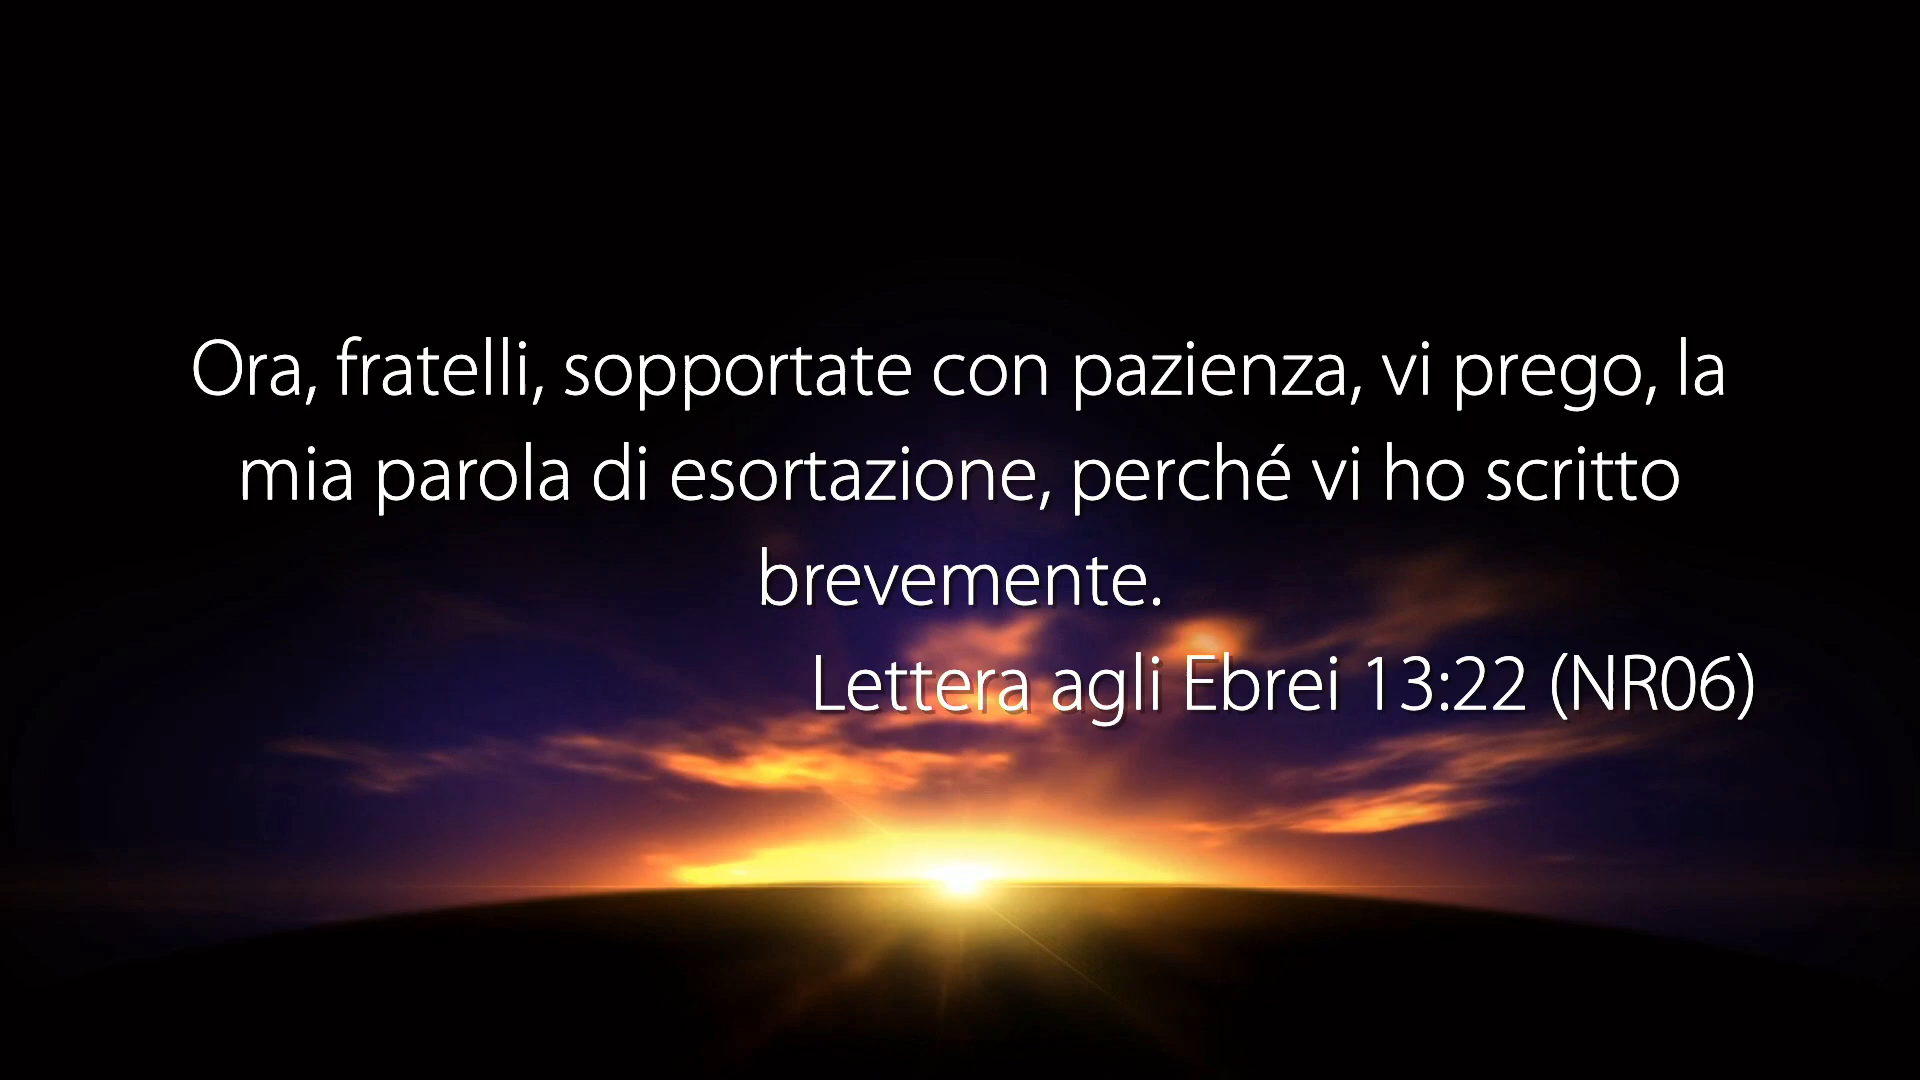 Ora, fratelli, sopportate con pazienza, vi prego, la
mia parola di esortazione, perché vi ho scritto
brevemente.
Lettera agli Ebrei 13:22 (NR06)